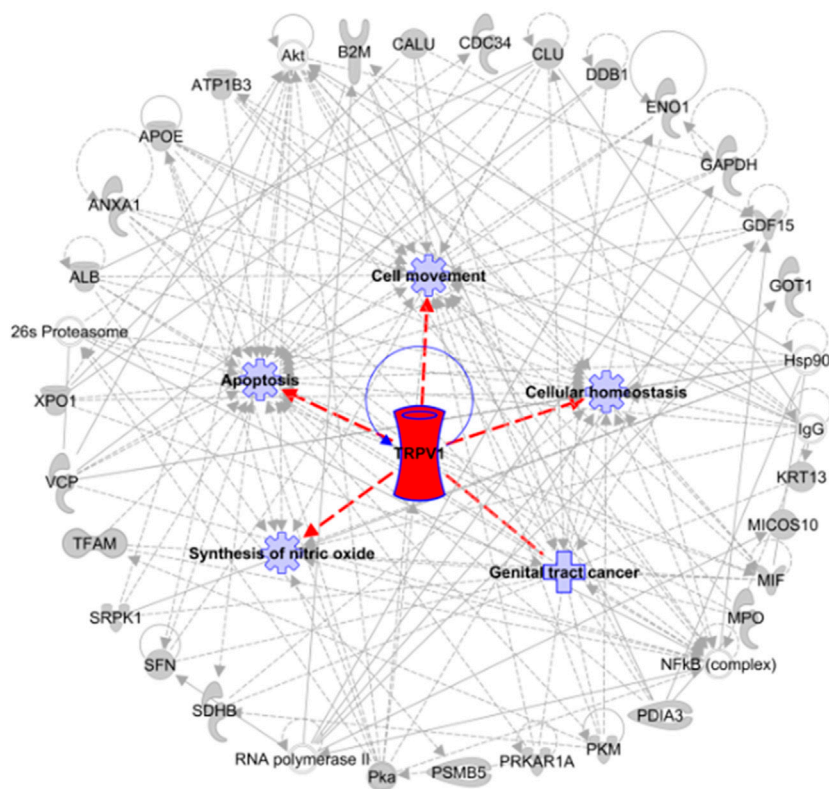 Akt
B2M
CALU
CDC34
CLU
DDB1
ATP1B3
ENO1
APOE
GAPDH
ANXA1
GDF15
ALB
Cell movement
GOT1
26s Proteasome
Hsp90
Apoptosis
Cellular homeostasis
XPO1
IgG
TRPV1
KRT13
VCP
MICOS10
TFAM
Synthesis of nitric oxide
Genital tract cancer
MIF
SRPK1
MPO
SFN
NFkB (complex)
SDHB
PDIA3
RNA polymerase II
Pka
PSMB5
PRKAR1A
PKM